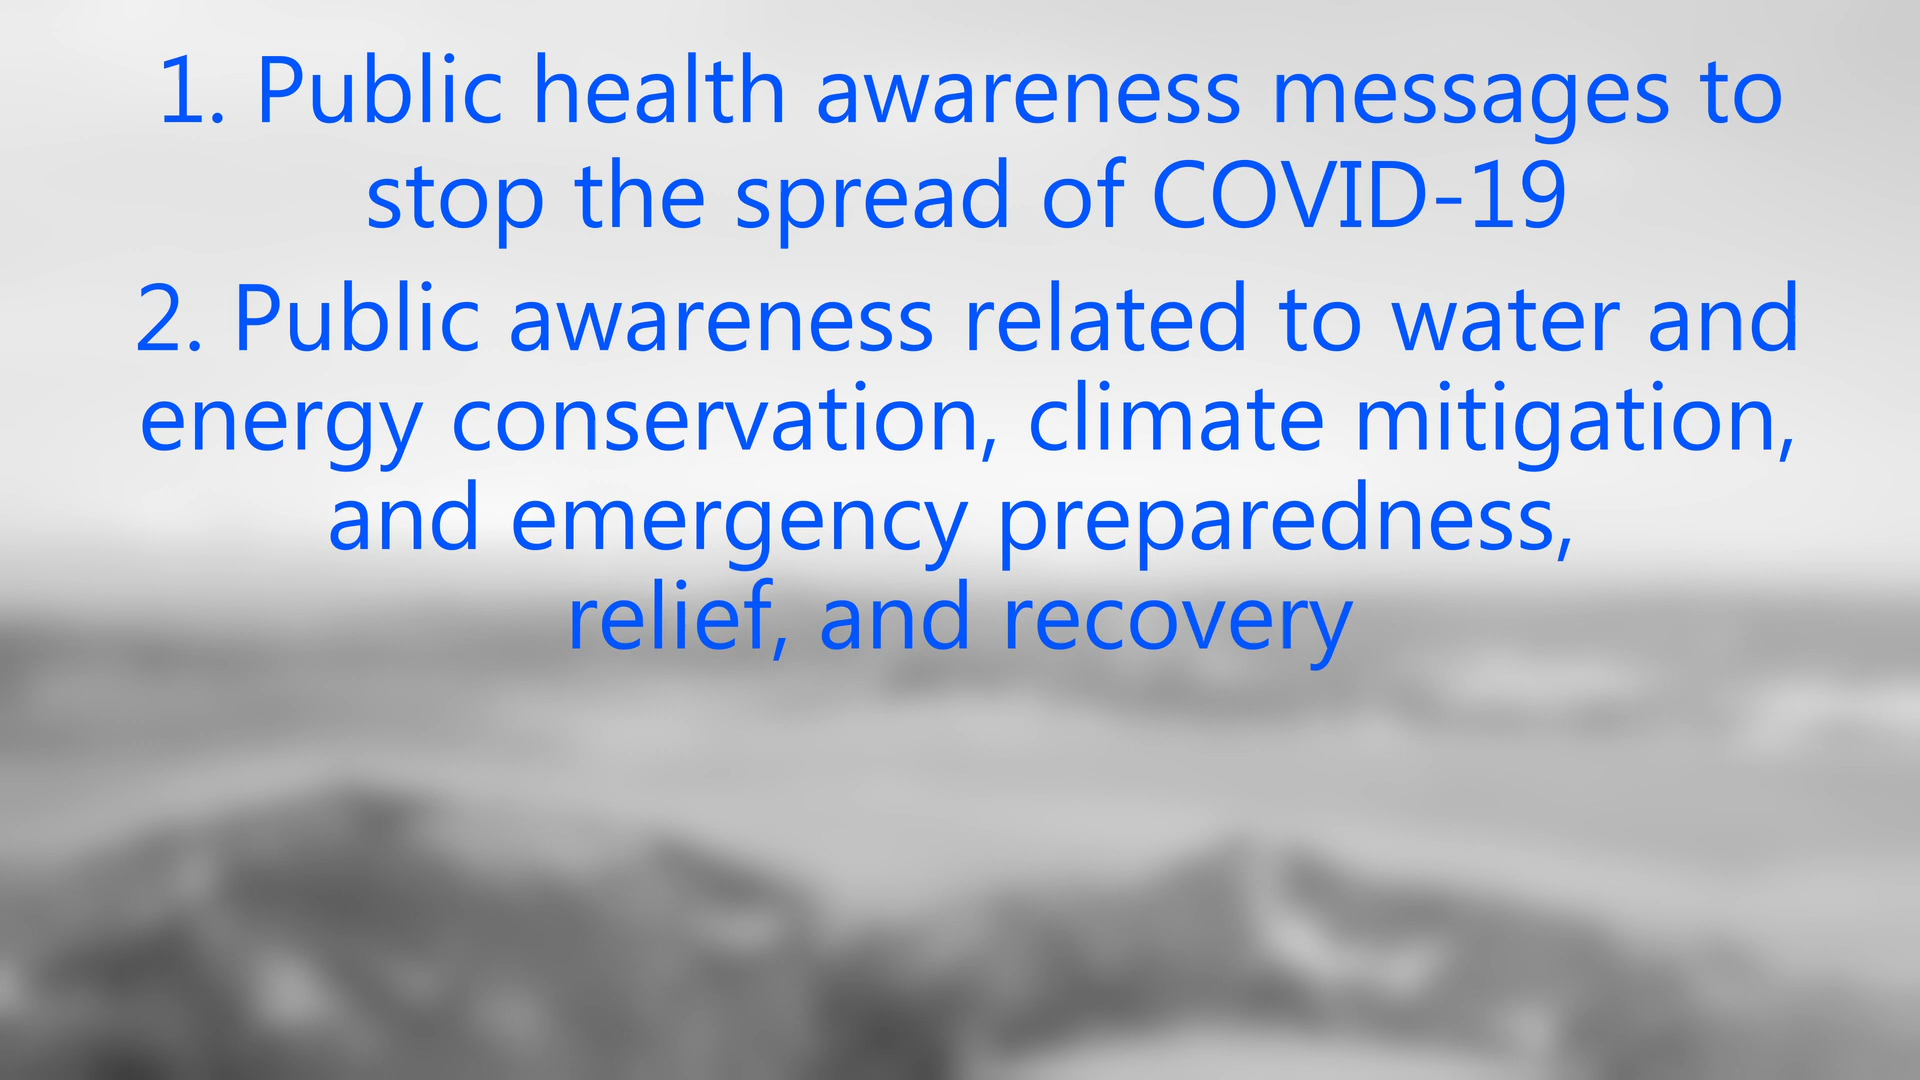 1. Public health awareness messages to
stop the spread of COVID-19
2. Public awareness related to water and
energy conservation, climate mitigation,
and emergency preparedness,
relief, and recovery